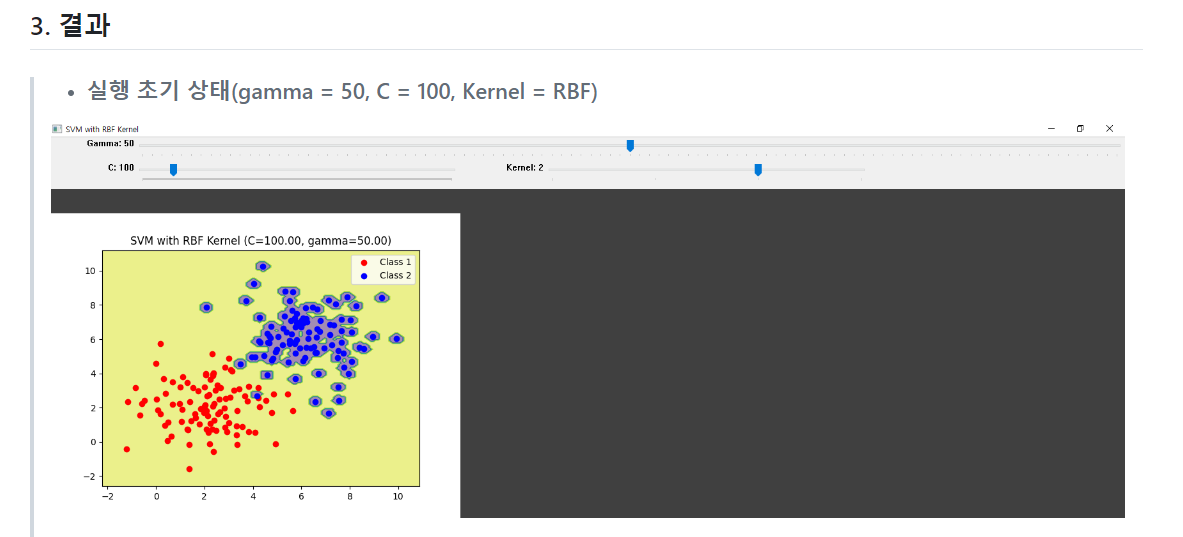 3. 결과
실행 초기 상태(gamma = 50, C = 100, Kernel = RBF)
SVM with RBF Kernel
Gamma: 50
C: 100
Kernel: 2
SVM with RBF Kernel (C=100.00, gamma=50.00)
Class 1
Class 2
10
8
6
4
2
0
−2
−2 0 2 4 6 8 10